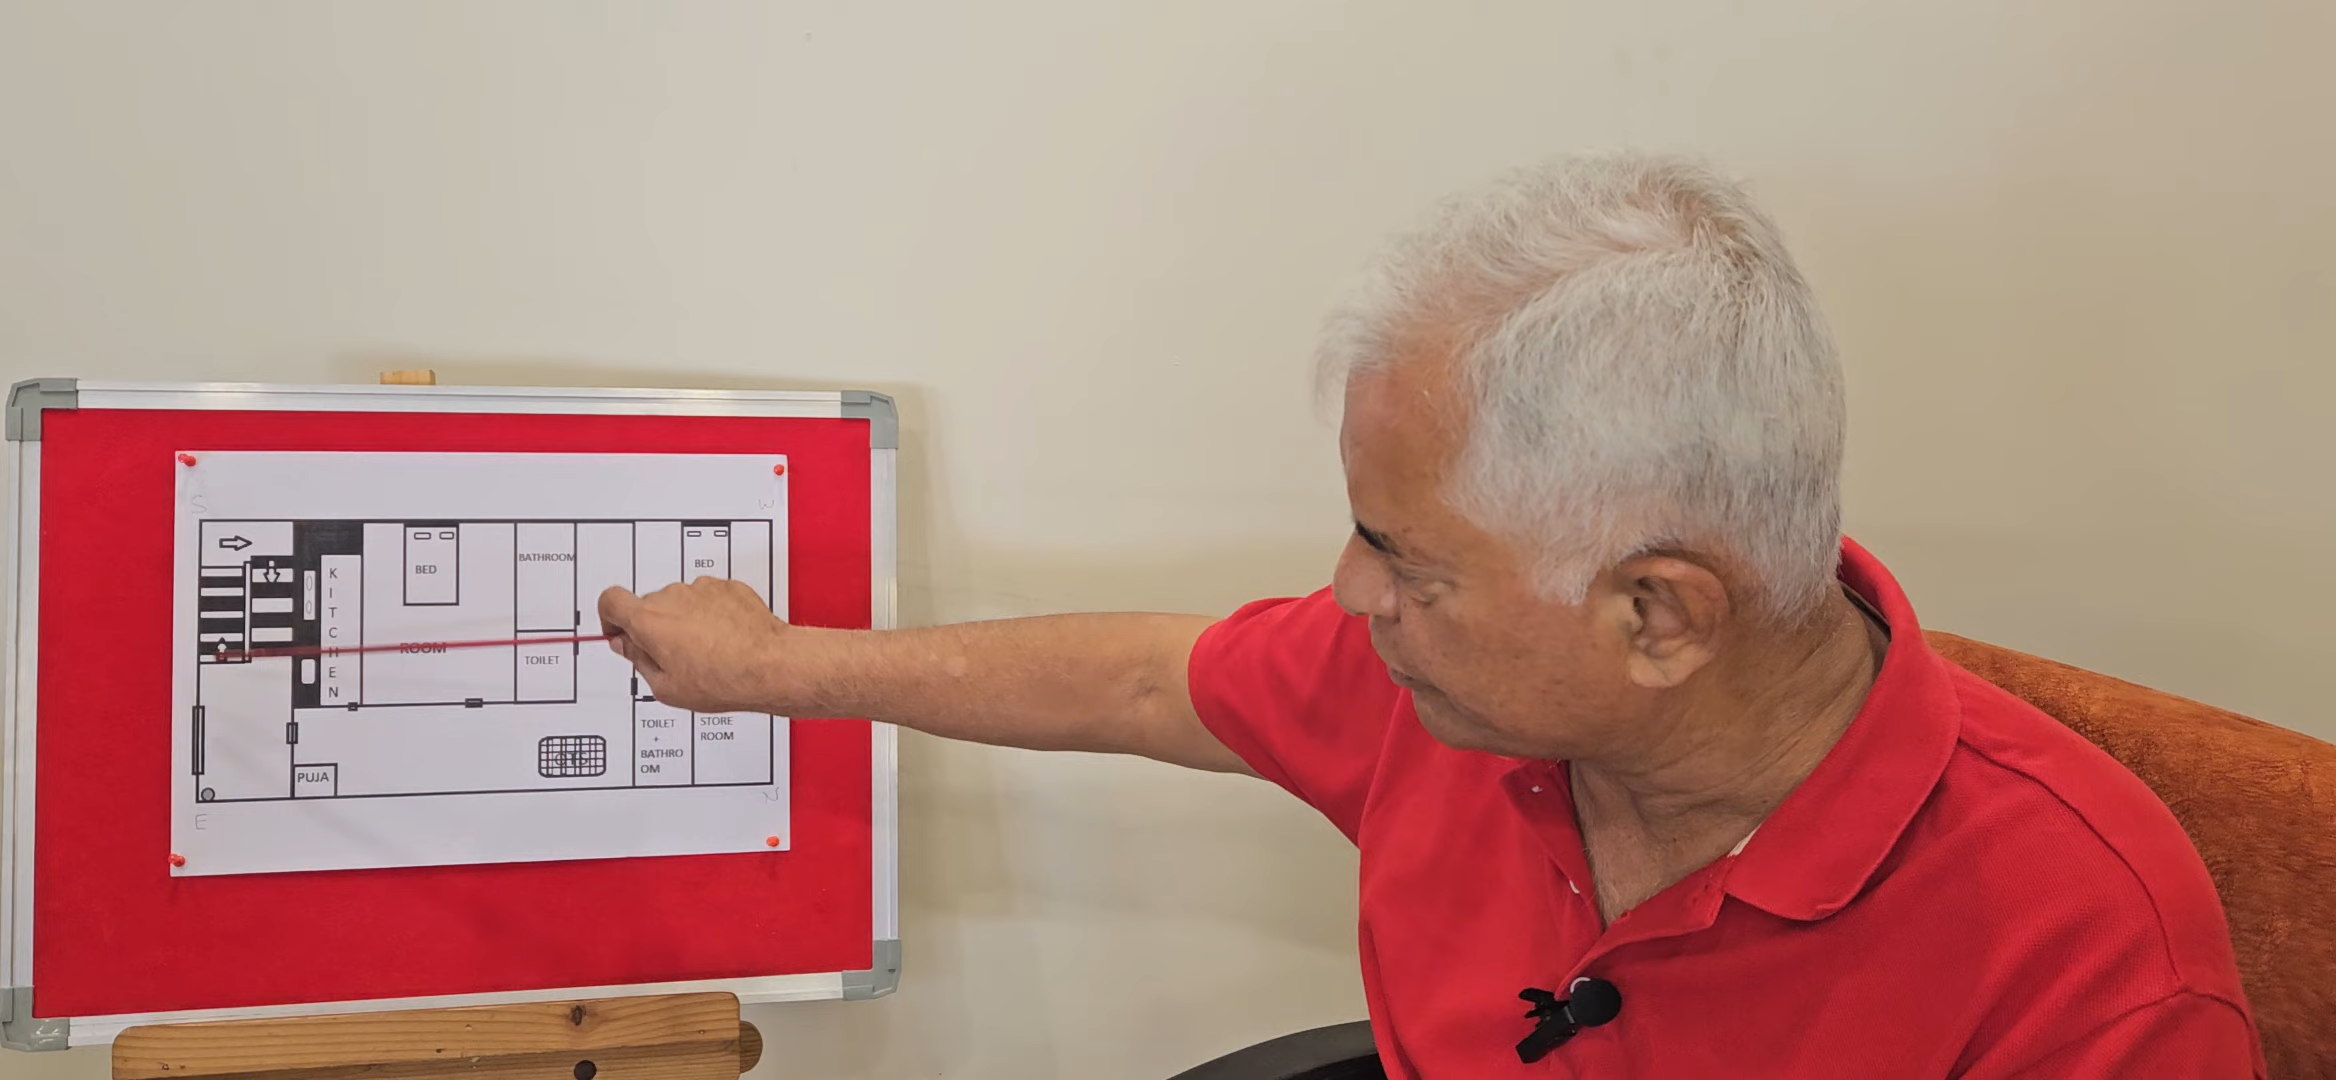 S
W
BATHROOM
BED
BED
K
I
T
C
H
E
N
ROOM
TOILET
TOILET
+
BATHRO
OM
STORE
ROOM
PUJA
E
N